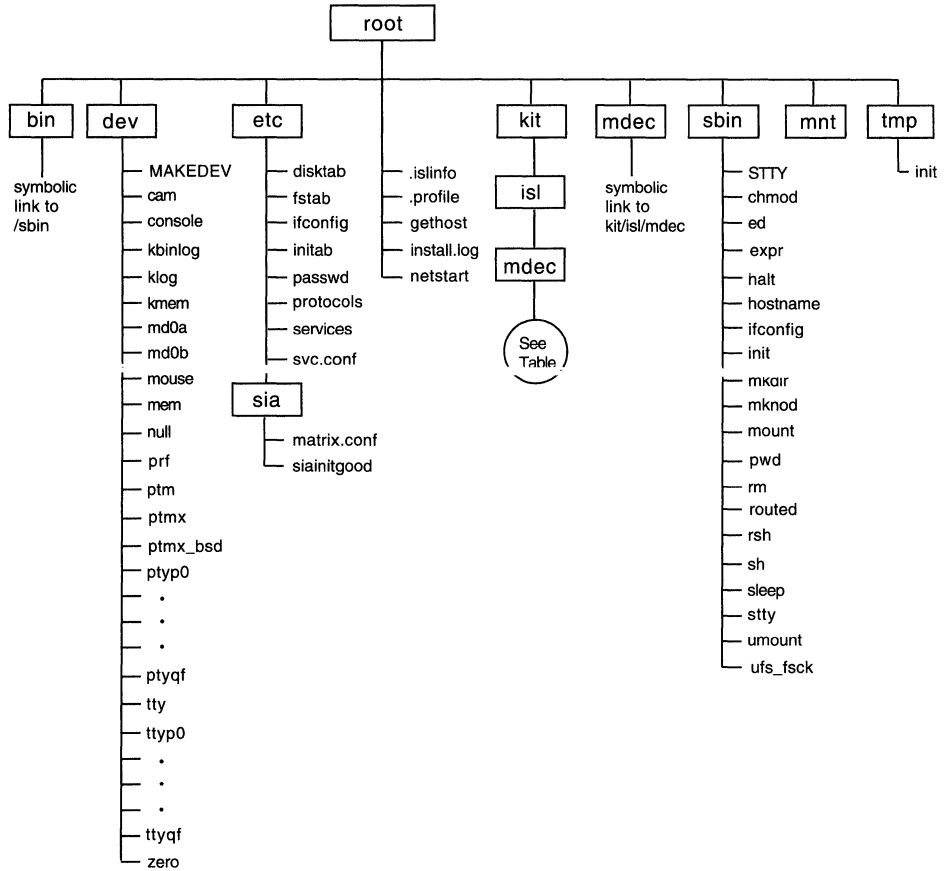 root
bin
dev
etc
kit
mdec
sbin
mnt
tmp
symbolic
link to
/sbin
MAKEDEV
cam
console
kbinlog
klog
kmem
md0a
md0b
mouse
mem
null
prf
ptm
ptmx
ptmx_bsd
ptyp0
.
.
.
ptyqf
tty
ttyp0
.
.
.
ttyqf
zero
disktab
fstab
ifconfig
initab
passwd
protocols
services
svc.conf
sia
matrix.conf
siainitgood
.islinfo
.profile
gethost
install.log
netstart
isl
mdec
See
Table
symbolic
link to
kit/isl/mdec
STTY
chmod
ed
expr
halt
hostname
ifconfig
init
mkdir
mknod
mount
pwd
rm
routed
rsh
sh
sleep
stty
umount
ufs_fsck
init